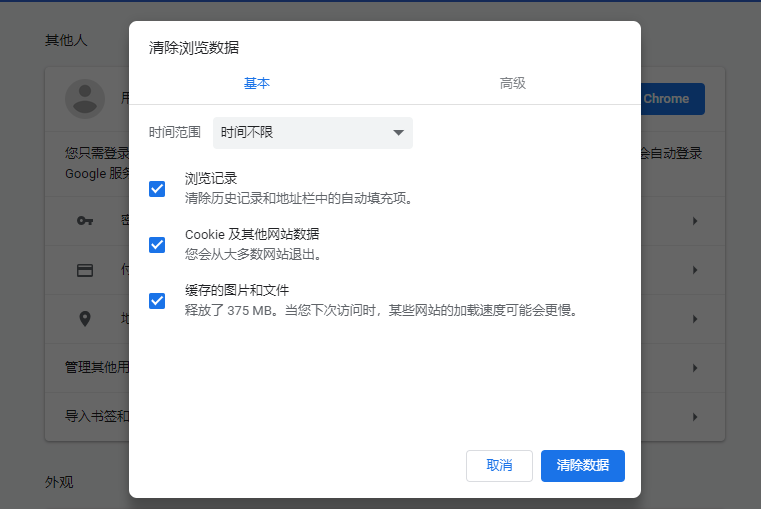 其他人
清除浏览数据
基本
高级
时间范围
时间不限
Chrome
您只需登录
会自动登录
Google 服务
浏览记录
清除历史记录和地址栏中的自动填充项。
Cookie 及其他网站数据
您会从大多数网站退出。
缓存的图片和文件
释放了 375 MB。当您下次访问时，某些网站的加载速度可能会更慢。
管理其他用
导入书签和
取消
清除数据
外观